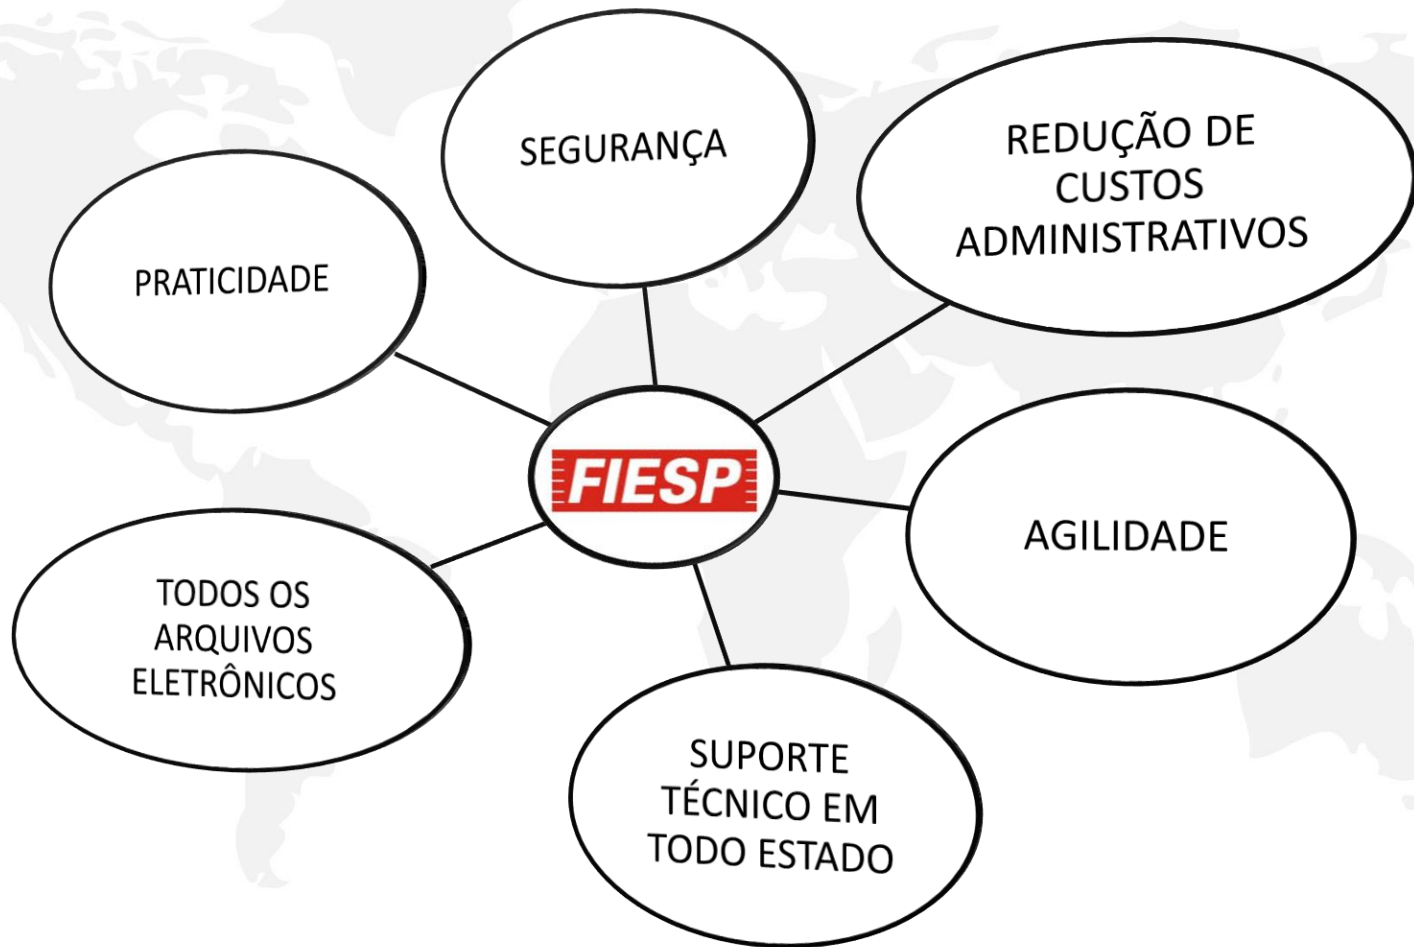 SEGURANÇA
REDUÇÃO DE
CUSTOS
ADMINISTRATIVOS
PRATICIDADE
FIESP
AGILIDADE
TODOS OS
ARQUIVOS
ELETRÔNICOS
SUPORTE
TÉCNICO EM
TODO ESTADO